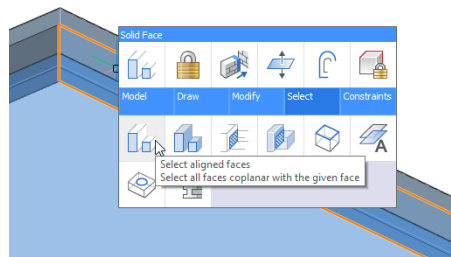 Solid Face
Model Draw Modify Select Constraints
A
Select aligned faces
Select all faces coplanar with the given face